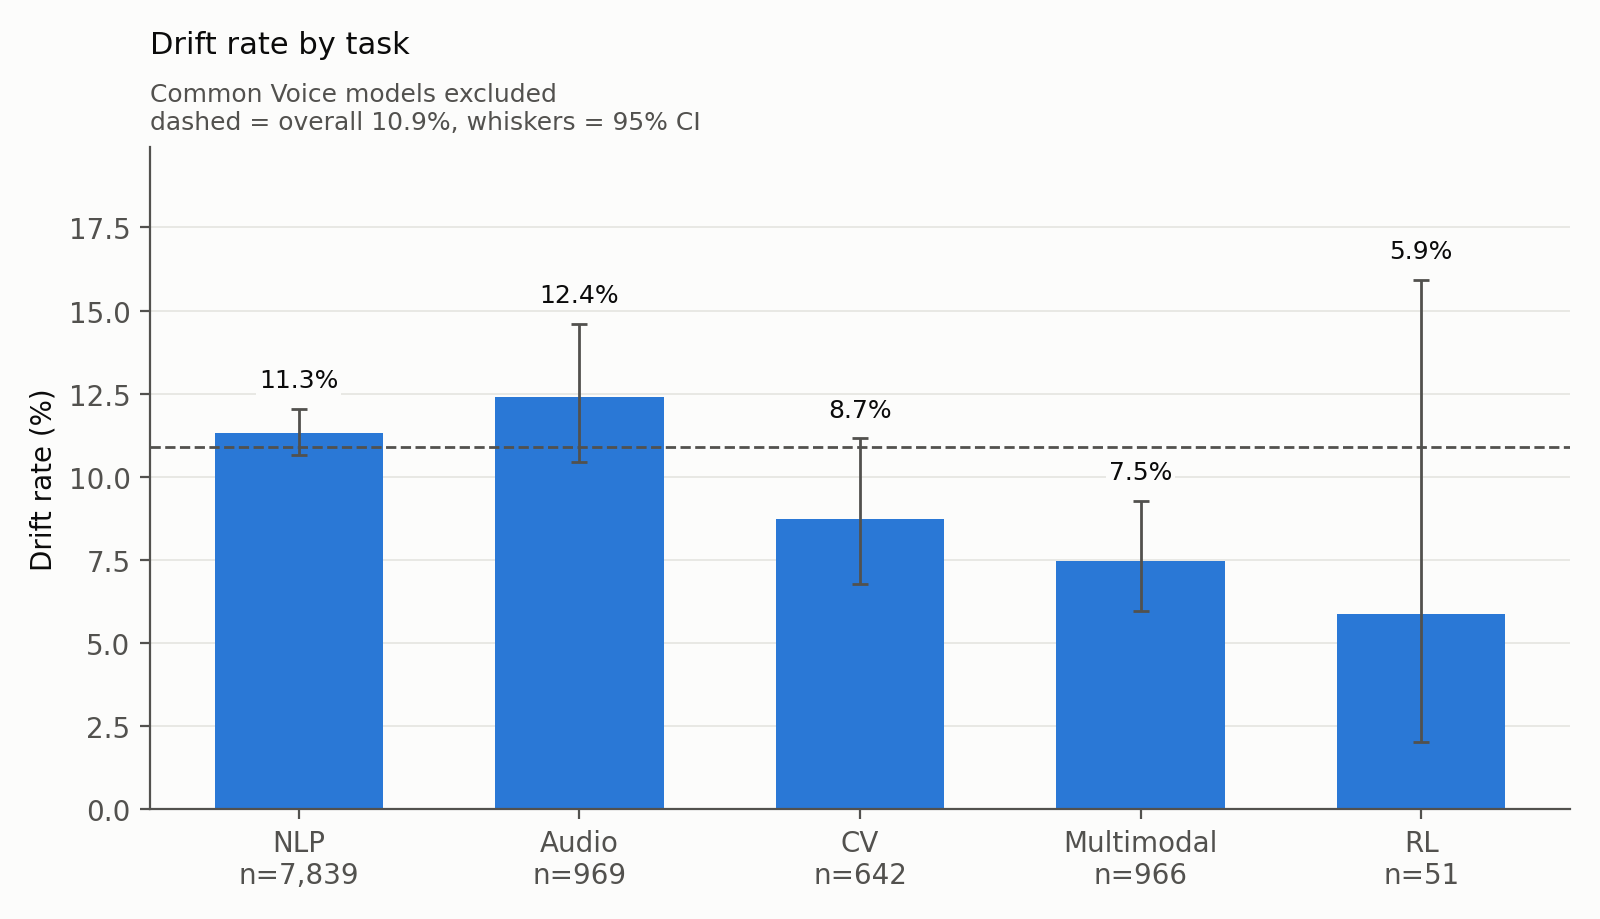 Drift rate by task
Common Voice models excluded
dashed = overall 10.9%, whiskers = 95% CI
Drift rate (%)
17.5
15.0
12.5
10.0
7.5
5.0
2.5
0.0
11.3%
12.4%
8.7%
7.5%
5.9%
NLP
n=7,839
Audio
n=969
CV
n=642
Multimodal
n=966
RL
n=51